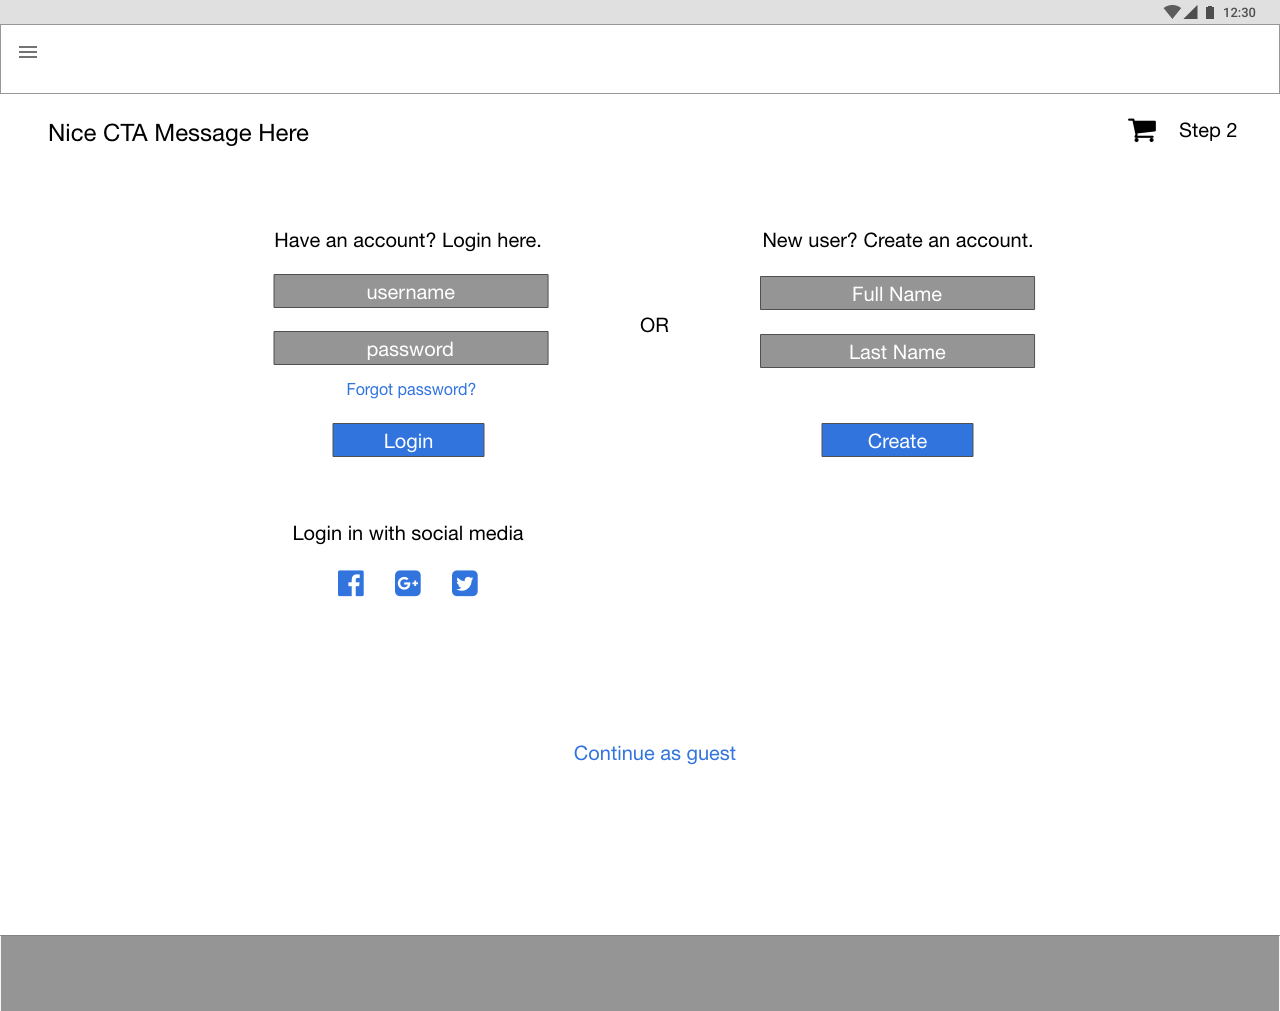 12:30
Nice CTA Message Here
Step 2
Have an account? Login here.
username
password
Forgot password?
Login
OR
New user? Create an account.
Full Name
Last Name
Create
Login in with social media
G+
Continue as guest